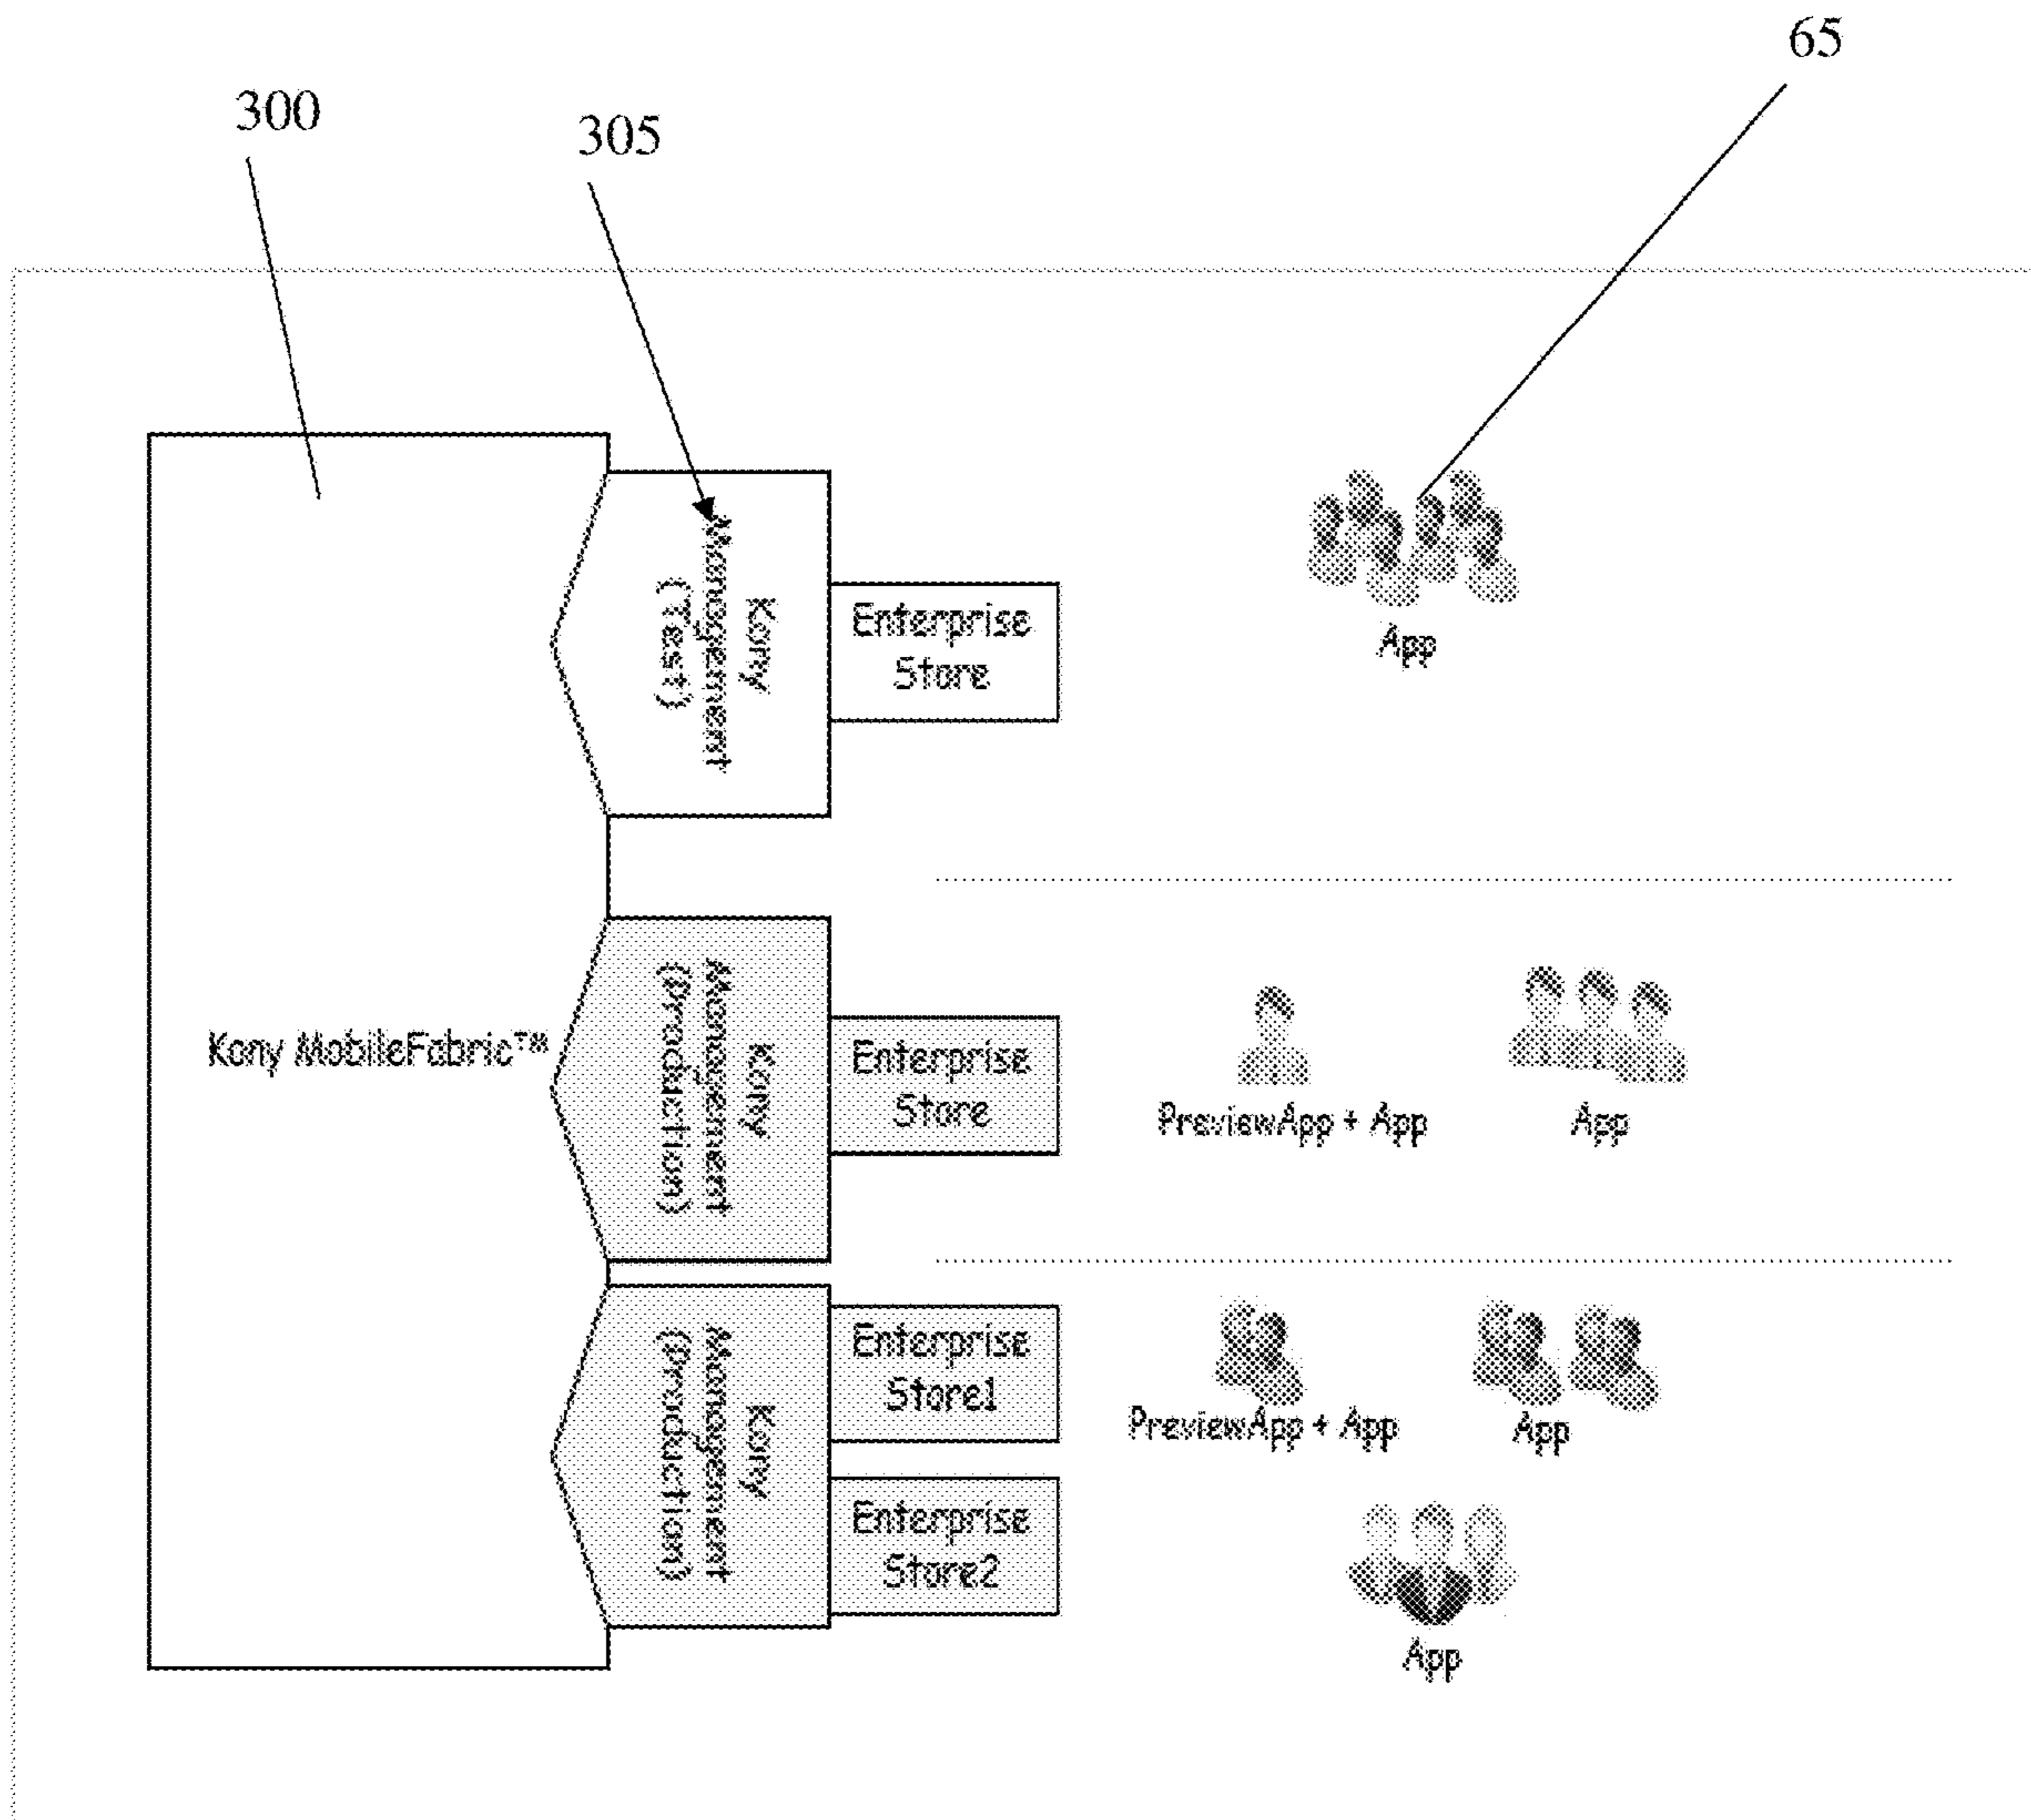 65
300
305
Kony
Management
(Test)
Enterprise
Store
App
Kony MobileFabric™
Kony
Management
(Production)
Enterprise
Store
PreviewApp + App
App
Kony
Management
(Production)
Enterprise
Store1
PreviewApp + App
App
Enterprise
Store2
App